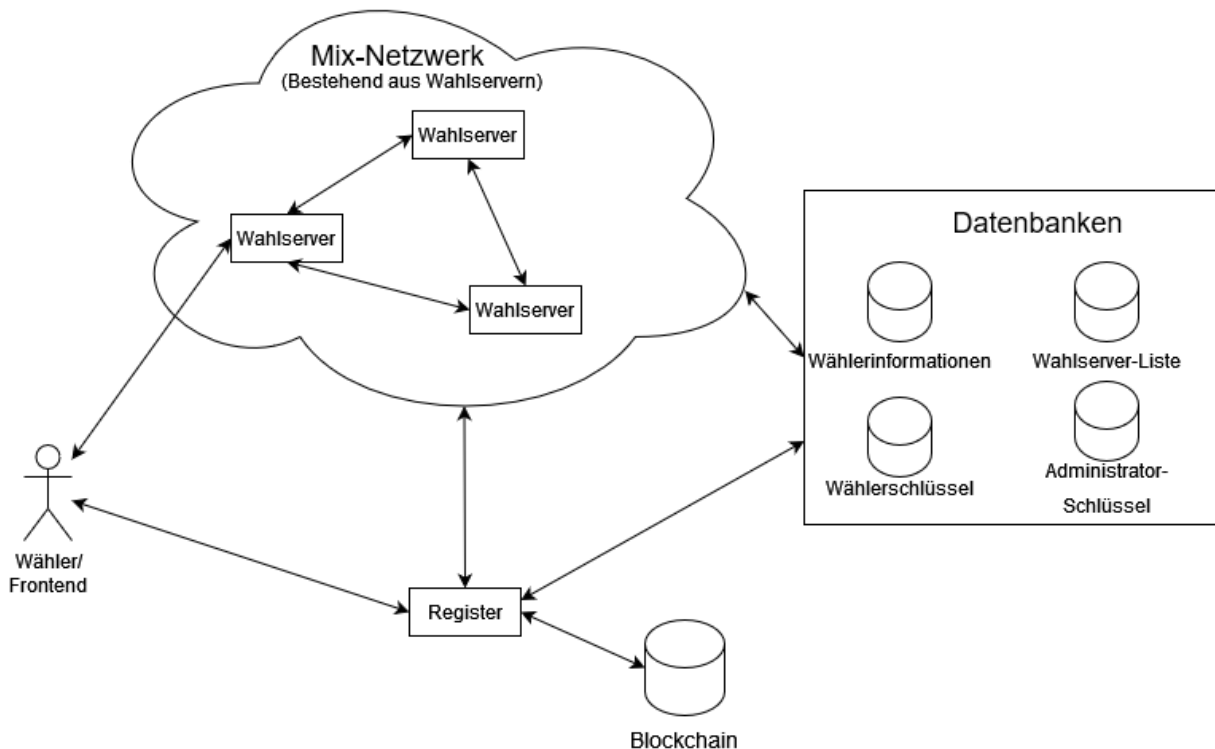 Mix-Netzwerk
(Bestehend aus Wahlservern)
Wahlserver
Wahlserver
Wahlserver
Datenbanken
Wählerinformationen
Wahlserver-Liste
Wählerschlüssel
Administrator-
Schlüssel
Wähler/
Frontend
Register
Blockchain